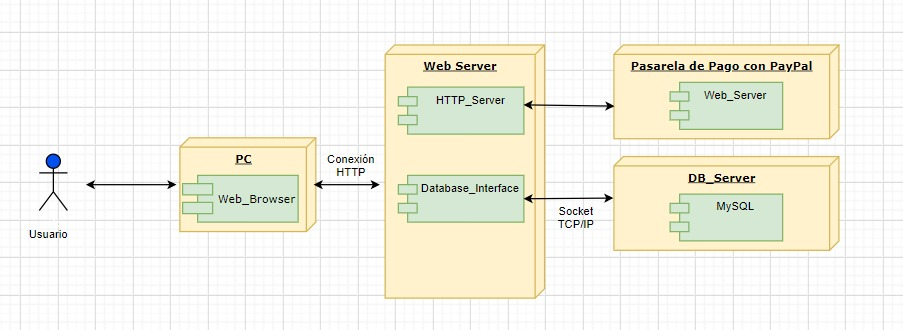 Usuario
PC
Web_Browser
Conexión
HTTP
Web Server
HTTP_Server
Database_Interface
Socket
TCP/IP
Pasarela de Pago con PayPal
Web_Server
DB_Server
MySQL